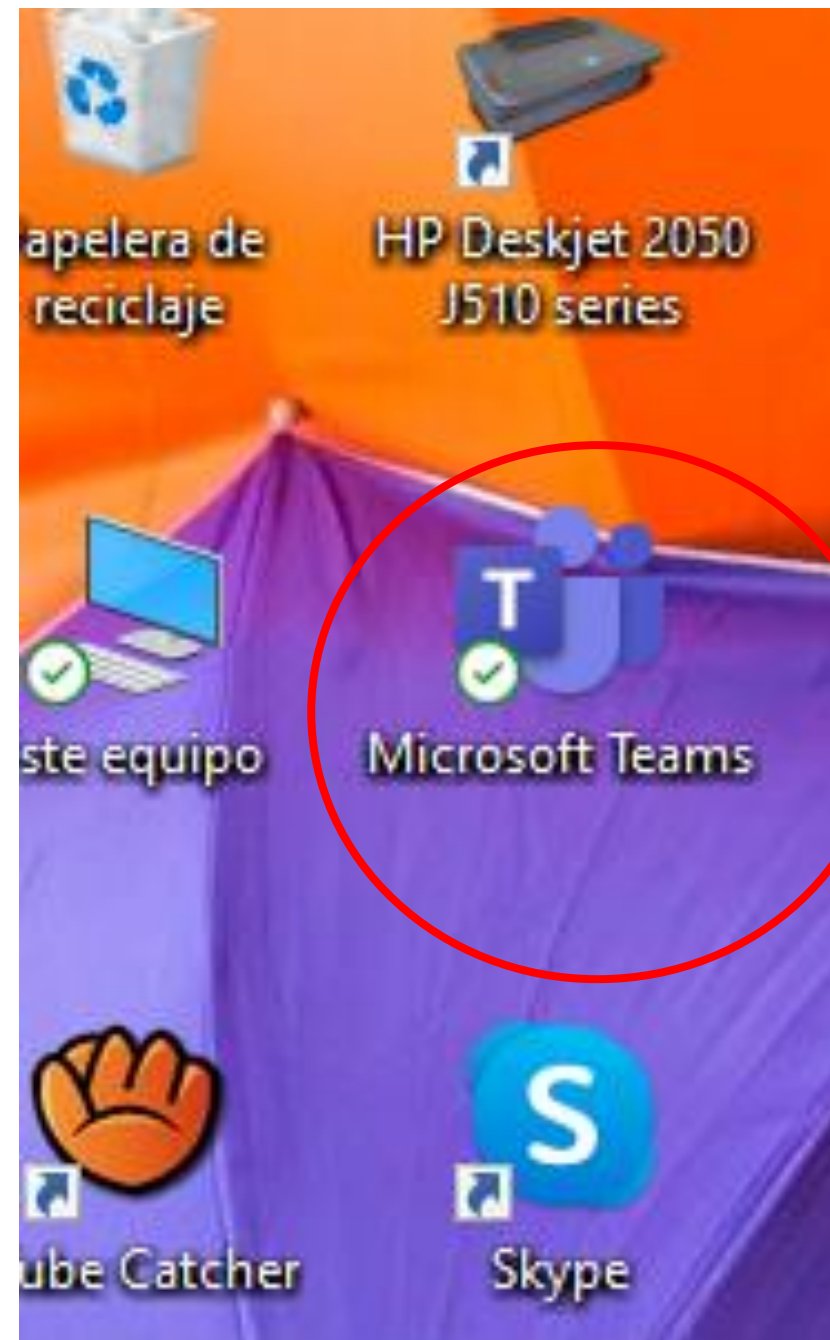 apelera de
reciclaje
HP Deskjet 2050
J510 series
ste equipo
T
Microsoft Teams
ube Catcher
S
Skype